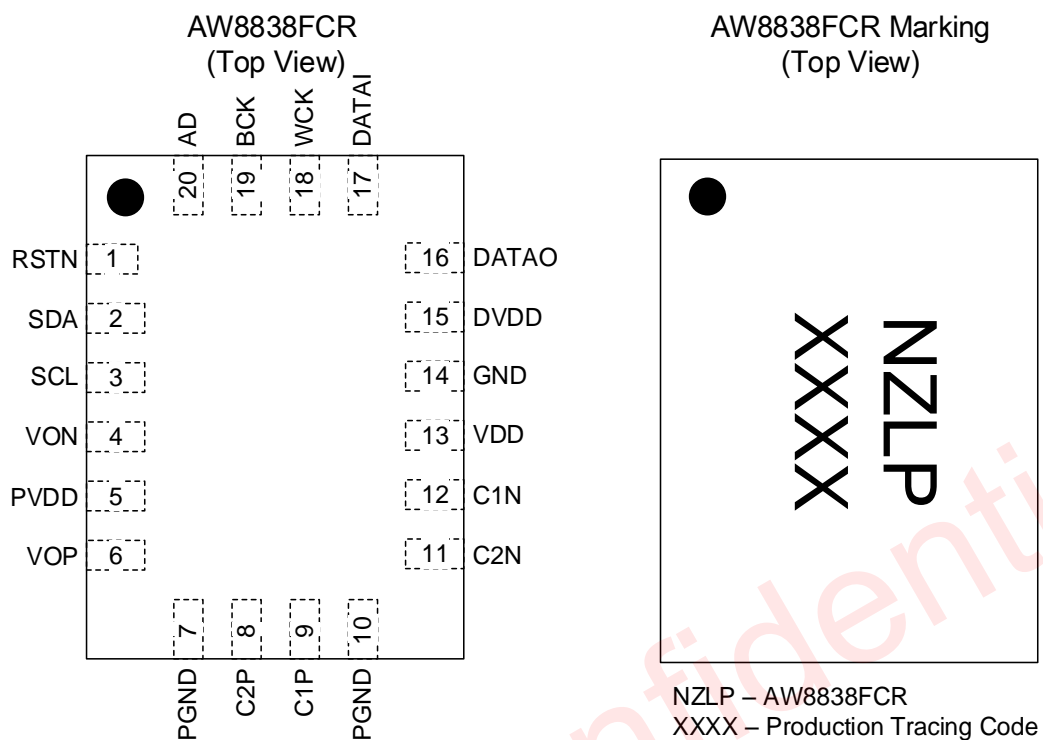 AW8838FCR
(Top View)
AD
BCK
WCK
DATAI
20
19
18
17
RSTN 1
SDA 2
SCL 3
VON 4
PVDD 5
VOP 6
16 DATAO
15 DVDD
14 GND
13 VDD
12 C1N
11 C2N
7
8
9
10
PGND
C2P
C1P
PGND
AW8838FCR Marking
(Top View)
NZLP
XXXX
NZLP – AW8838FCR
XXXX – Production Tracing Code
nfidenti